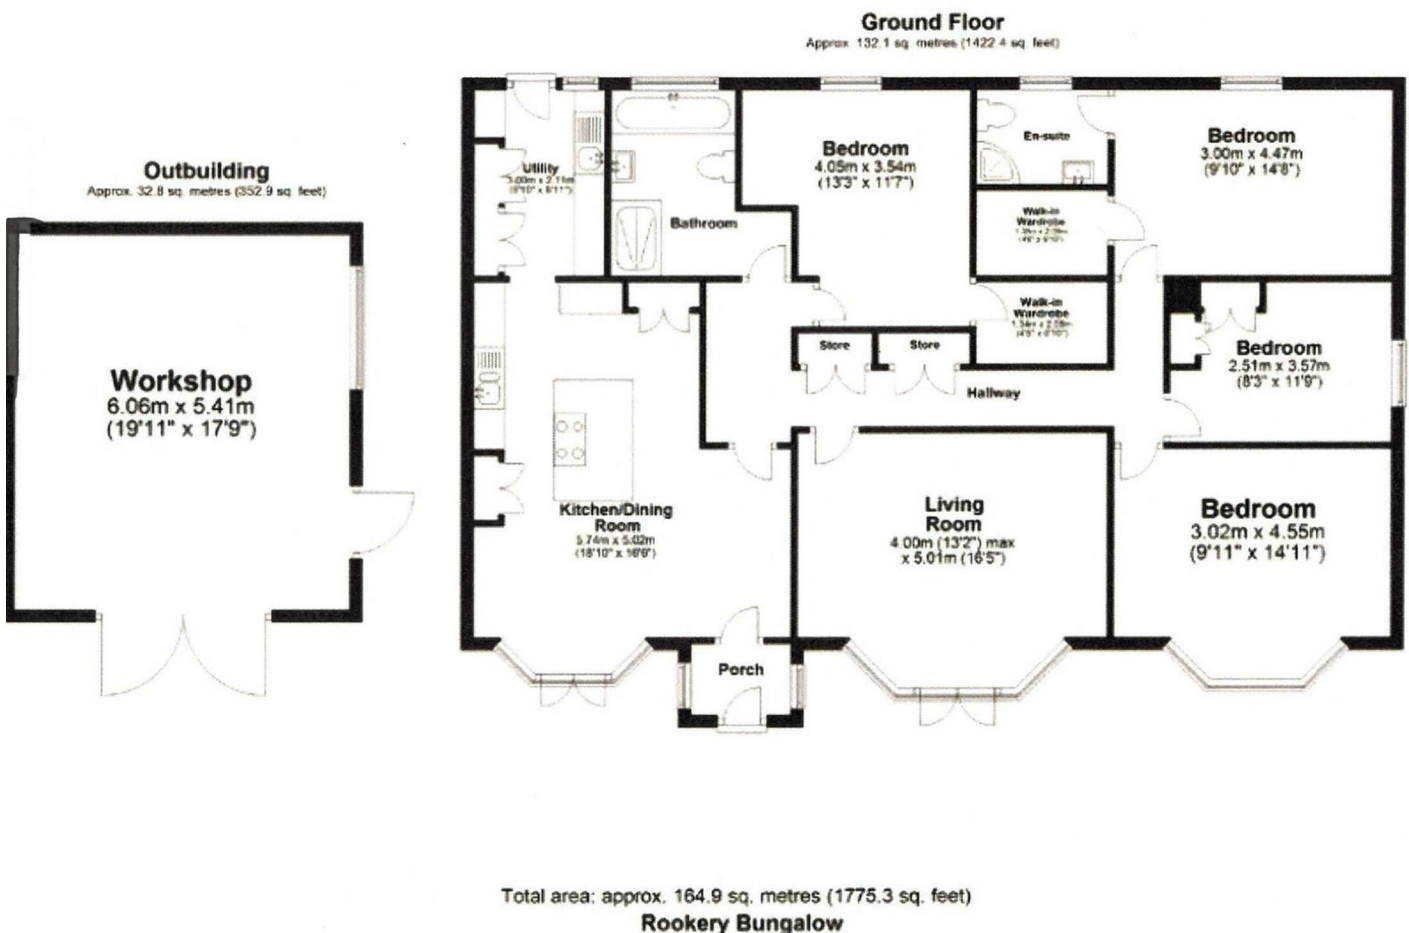 Ground Floor
Approx. 132.1 sq. metres (1422.4 sq. feet)
Outbuilding
Approx. 32.8 sq. metres (352.9 sq. feet)
Workshop
6.06m x 5.41m
(19'11" x 17'9")
Utility
(9'10" x 6'11")
Bathroom
Bedroom
4.05m x 3.54m
(13'3" x 11'7")
En-suite
Bedroom
3.00m x 4.47m
(9'10" x 14'8")
Walk-in
Wardrobe
Walk-in
Wardrobe
Store
Store
Hallway
Bedroom
2.51m x 3.57m
(8'3" x 11'9")
Kitchen/Dining
Room
5.74m x 5.02m
(18'10" x 16'6")
Living
Room
4.00m (13'2") max
x 5.01m (16'5")
Bedroom
3.02m x 4.55m
(9'11" x 14'11")
Porch
Total area: approx. 164.9 sq. metres (1775.3 sq. feet)
Rookery Bungalow